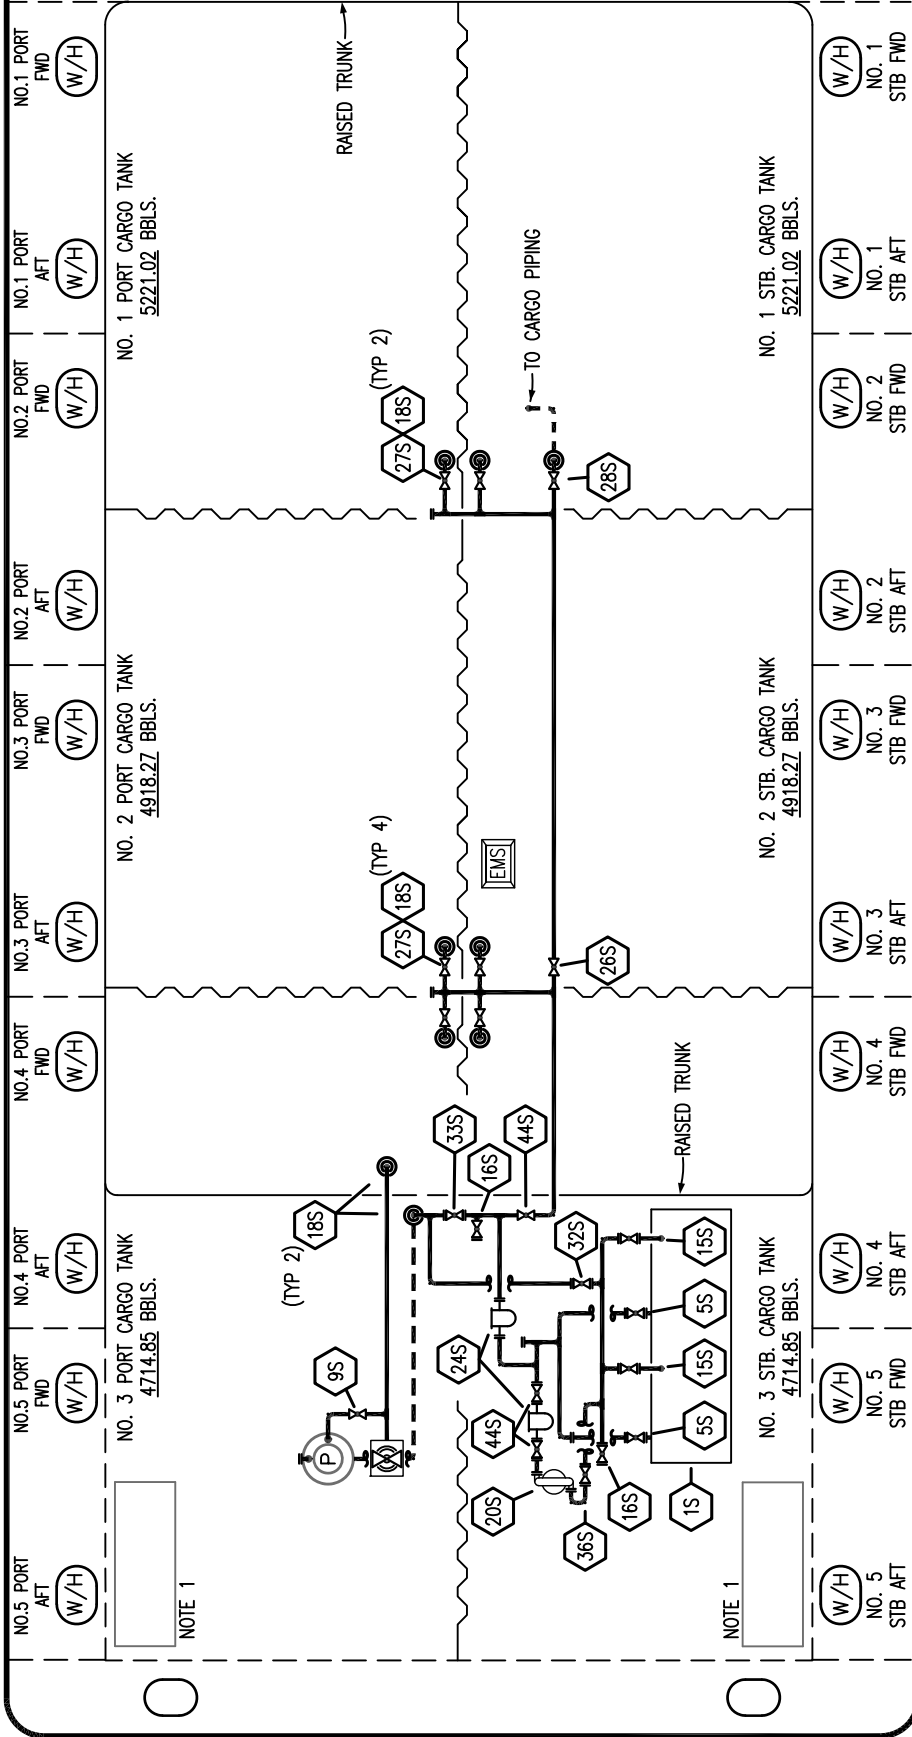 NO.5 PORT
AFT
W/H
NO.5 PORT
FWD
W/H
NO.4 PORT
AFT
W/H
NO.4 PORT
FWD
W/H
NO.3 PORT
AFT
W/H
NO.3 PORT
FWD
W/H
NO.2 PORT
AFT
W/H
NO.2 PORT
FWD
W/H
NO.1 PORT
AFT
W/H
NO.1 PORT
FWD
W/H
NO. 3 PORT CARGO TANK
4714.85 BBLS.
NO. 2 PORT CARGO TANK
4918.27 BBLS.
NO. 1 PORT CARGO TANK
5221.02 BBLS.
NOTE 1
(TYP 2)
18S
9S
P
RAISED TRUNK
(TYP 4)
27S
18S
(TYP 2)
27S
18S
33S
16S
44S
24S
44S
20S
36S
32S
EMS
TO CARGO PIPING
26S
28S
16S
1S
5S
15S
5S
15S
RAISED TRUNK
NOTE 1
NO. 3 STB. CARGO TANK
4714.85 BBLS.
NO. 2 STB. CARGO TANK
4918.27 BBLS.
NO. 1 STB. CARGO TANK
5221.02 BBLS.
W/H
NO. 5
STB AFT
W/H
NO. 5
STB FWD
W/H
NO. 4
STB AFT
W/H
NO. 4
STB FWD
W/H
NO. 3
STB AFT
W/H
NO. 3
STB FWD
W/H
NO. 2
STB AFT
W/H
NO. 2
STB FWD
W/H
NO. 1
STB AFT
W/H
NO. 1
STB FWD